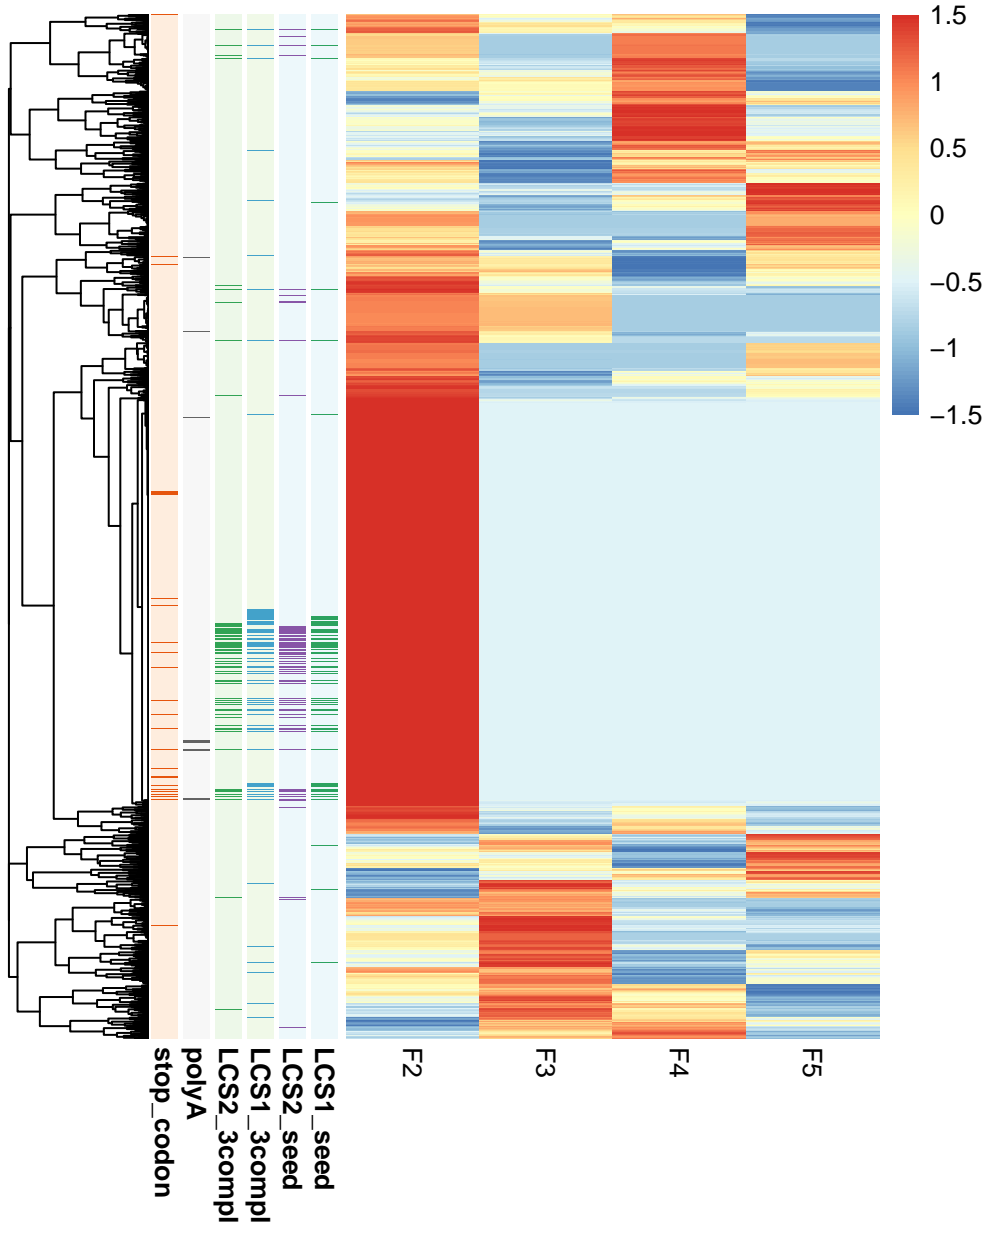 1.5
1
0.5
0
−0.5
−1
−1.5
F2
F3
F4
F5
stop_codon
polyA
LCS2_3compl
LCS1_3compl
LCS2_seed
LCS1_seed